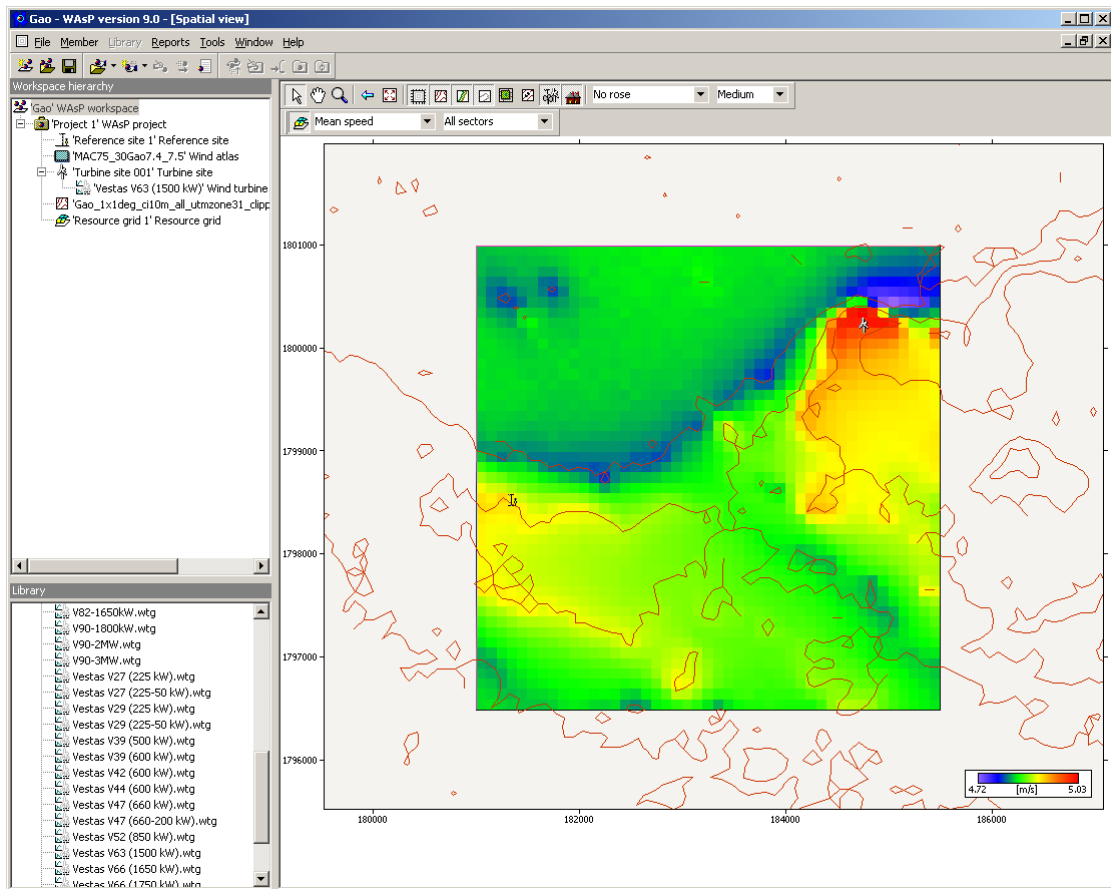 Gao - WAsP version 9.0 - [Spatial view]
File Member Library Reports Tools Window Help
Workspace hierarchy
'Gao' WAsP workspace
'Project 1' WAsP project
'Reference site 1' Reference site
'MAC75_30Gao7.4_7.5' Wind atlas
'Turbine site 001' Turbine site
'Vestas V63 (1500 kW)' Wind turbine
'Gao_1x1deg_ci10m_all_utmzone31_clipp
'Resource grid 1' Resource grid
Library
V82-1650kW.wtg
V90-1800kW.wtg
V90-2MW.wtg
V90-3MW.wtg
Vestas V27 (225 kW).wtg
Vestas V27 (225-50 kW).wtg
Vestas V29 (225 kW).wtg
Vestas V29 (225-50 kW).wtg
Vestas V39 (500 kW).wtg
Vestas V39 (600 kW).wtg
Vestas V42 (600 kW).wtg
Vestas V44 (600 kW).wtg
Vestas V47 (660 kW).wtg
Vestas V47 (660-200 kW).wtg
Vestas V52 (850 kW).wtg
Vestas V63 (1500 kW).wtg
Vestas V66 (1650 kW).wtg
Vestas V66 (1750 kW).wtg
No rose Medium
Mean speed All sectors
1801000
1800000
1799000
1798000
1797000
1796000
180000 182000 184000 186000
4.72 [m/s] 5.03